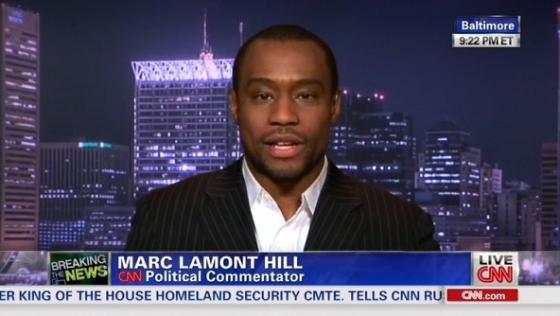 Baltimore
9:22 PM ET
BREAKING
THE NEWS
MARC LAMONT HILL
CNN Political Commentator
LIVE
CNN
ER KING OF THE HOUSE HOMELAND SECURITY CMTE. TELLS CNN RU
CNN.com